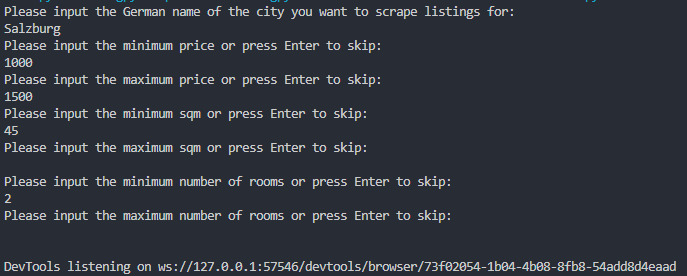 Please input the German name of the city you want to scrape listings for:
Salzburg
Please input the minimum price or press Enter to skip:
1000
Please input the maximum price or press Enter to skip:
1500
Please input the minimum sqm or press Enter to skip:
45
Please input the maximum sqm or press Enter to skip:
Please input the minimum number of rooms or press Enter to skip:
2
Please input the maximum number of rooms or press Enter to skip:
DevTools listening on ws://127.0.0.1:57546/devtools/browser/73f02054-1b04-4b08-8fb8-54add8d4eaad